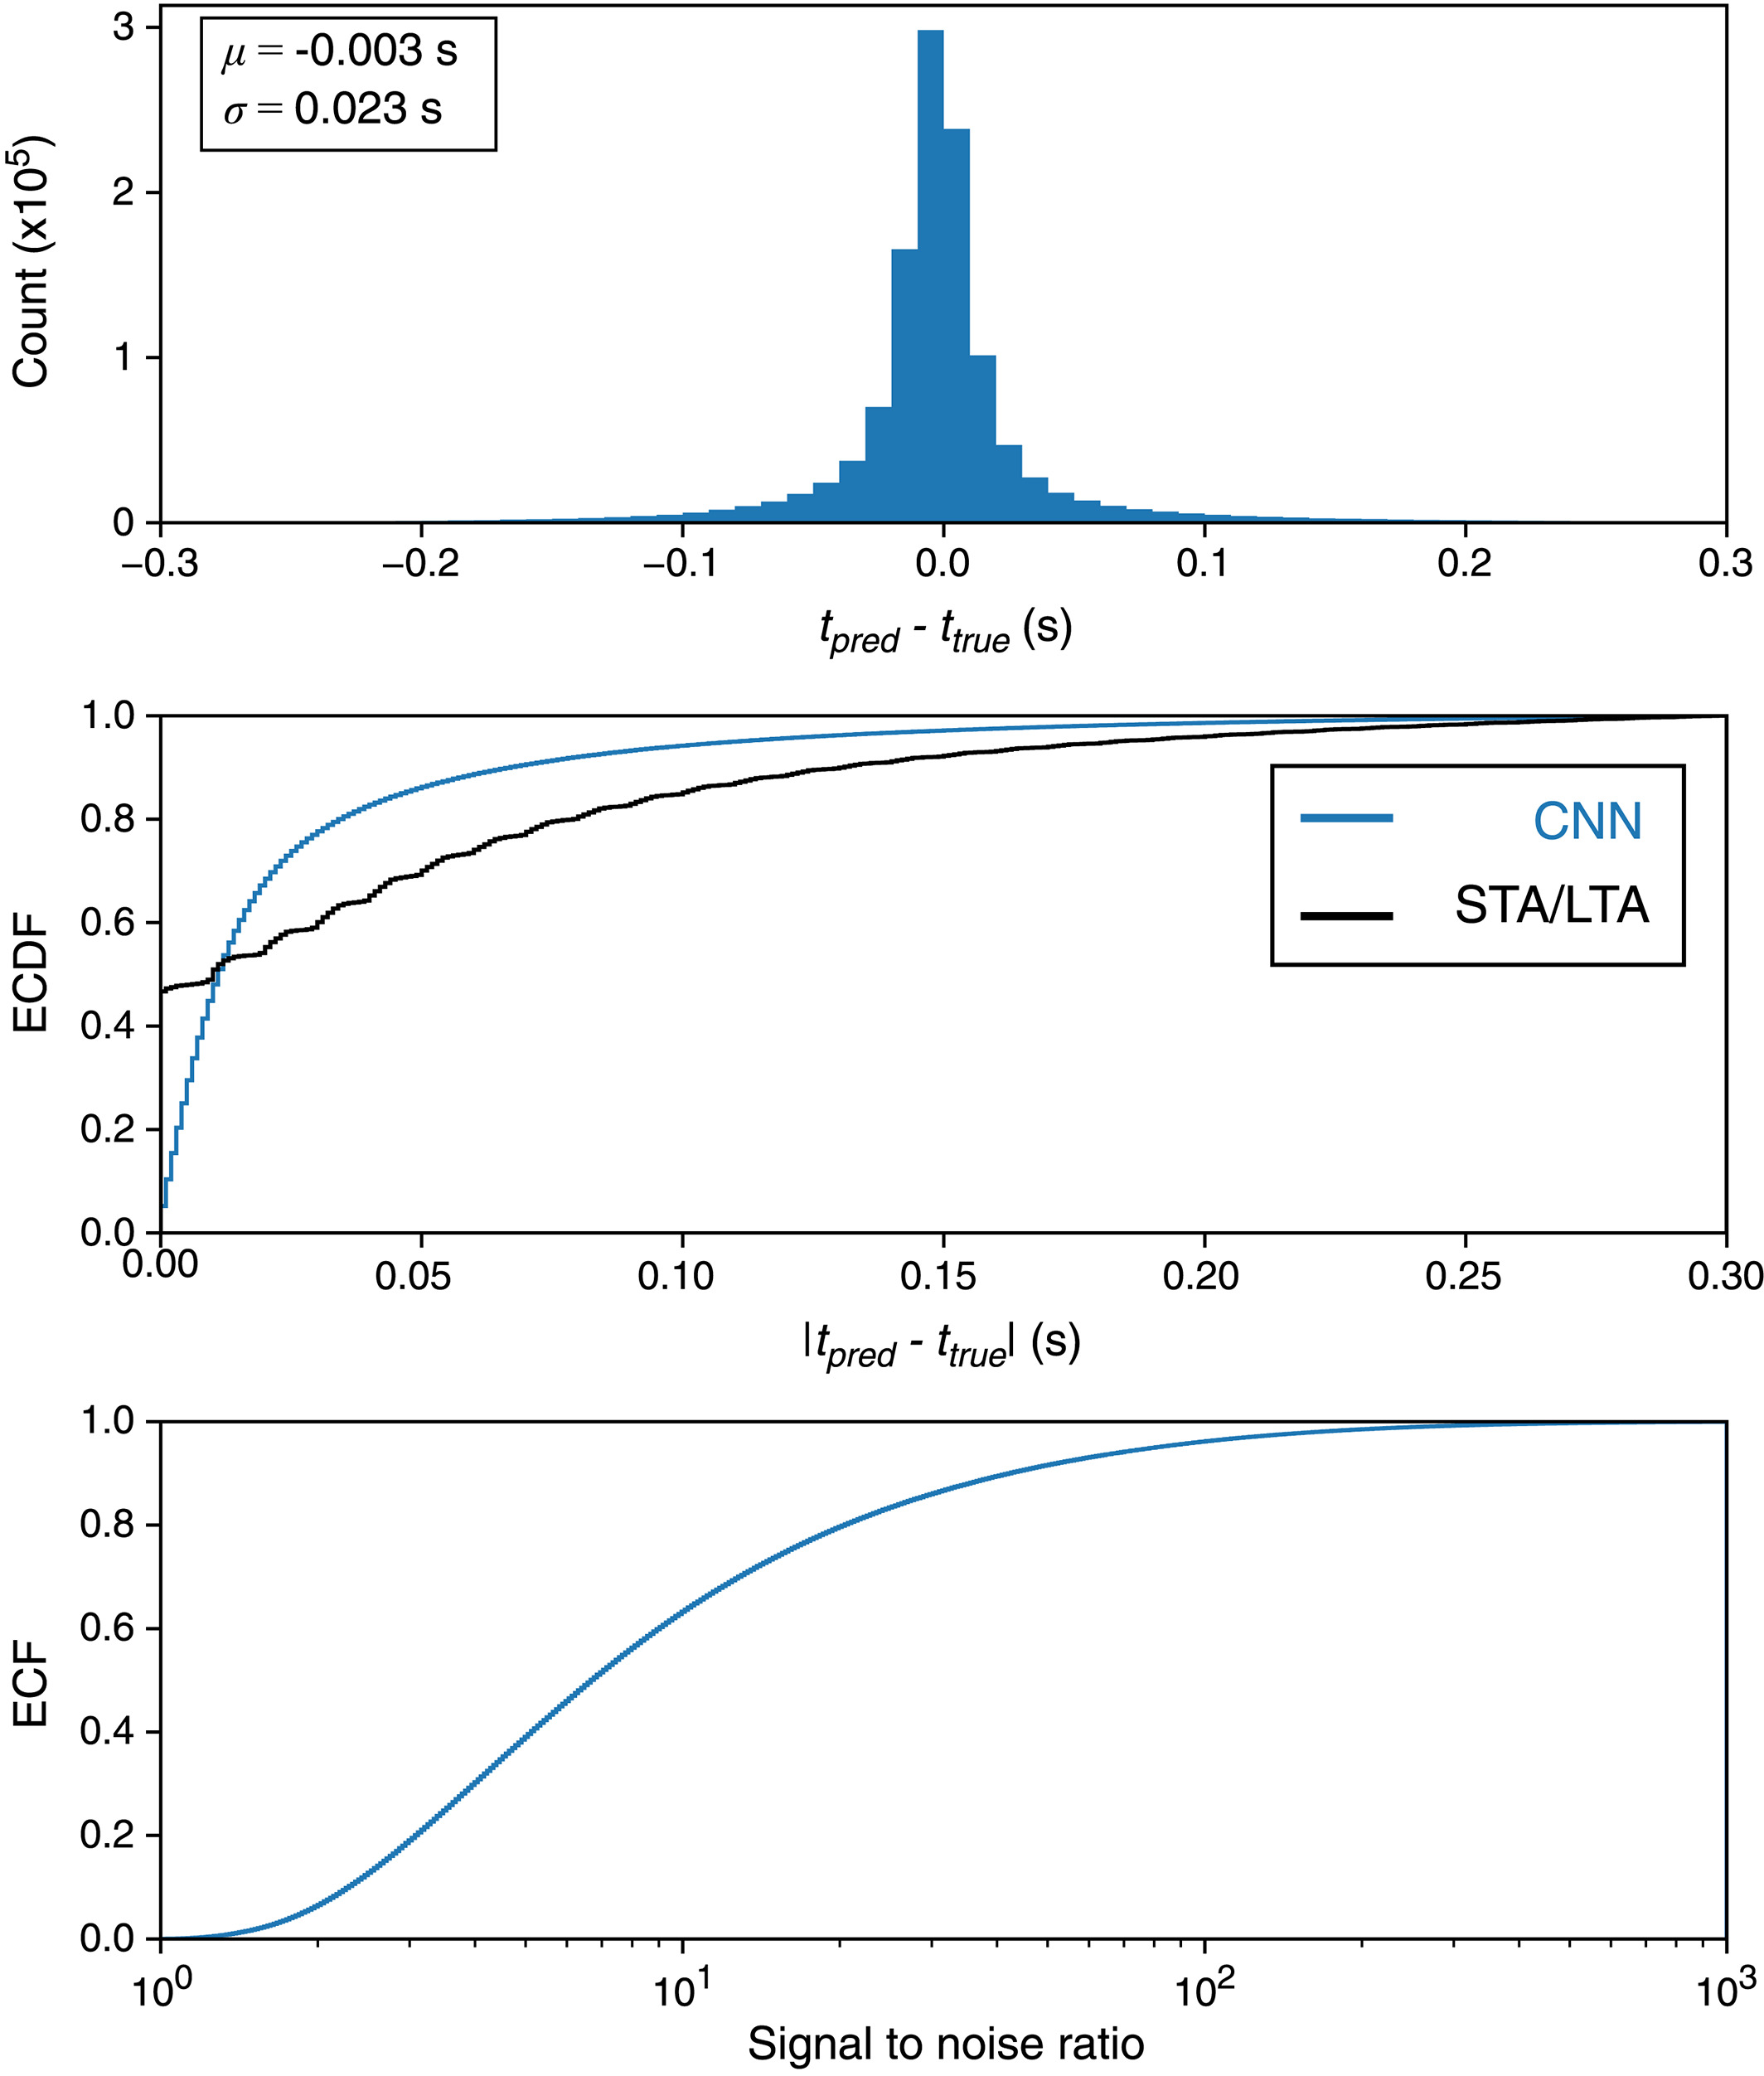 μ = -0.003 s
σ = 0.023 s
Count (x10⁵)
3
2
1
0
−0.3 −0.2 −0.1 0.0 0.1 0.2 0.3
t_pred - t_true (s)
ECDF
1.0
0.8
0.6
0.4
0.2
0.0
CNN
STA/LTA
0.00 0.05 0.10 0.15 0.20 0.25 0.30
|t_pred - t_true| (s)
ECF
1.0
0.8
0.6
0.4
0.2
0.0
10⁰ 10¹ 10² 10³
Signal to noise ratio